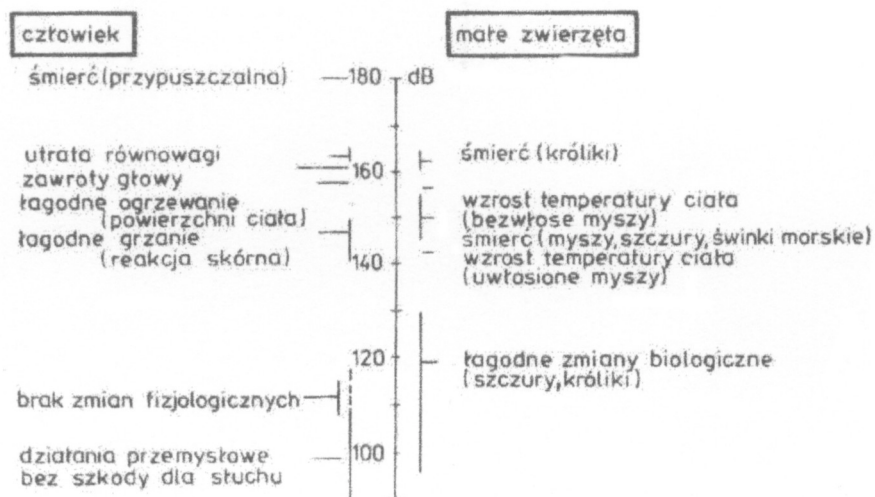 człowiek
małe zwierzęta
śmierć (przypuszczalna)
180 dB
utrata równowagi
śmierć (króliki)
160
zawroty głowy
łagodne ogrzewanie
(powierzchni ciała)
wzrost temperatury ciała
(bezwłose myszy)
łagodne grzanie
(reakcja skórna)
śmierć (myszy, szczury, świnki morskie)
140
wzrost temperatury ciała
(uwłosione myszy)
120
łagodne zmiany biologiczne
(szczury, króliki)
brak zmian fizjologicznych
działania przemysłowe
bez szkody dla słuchu
100